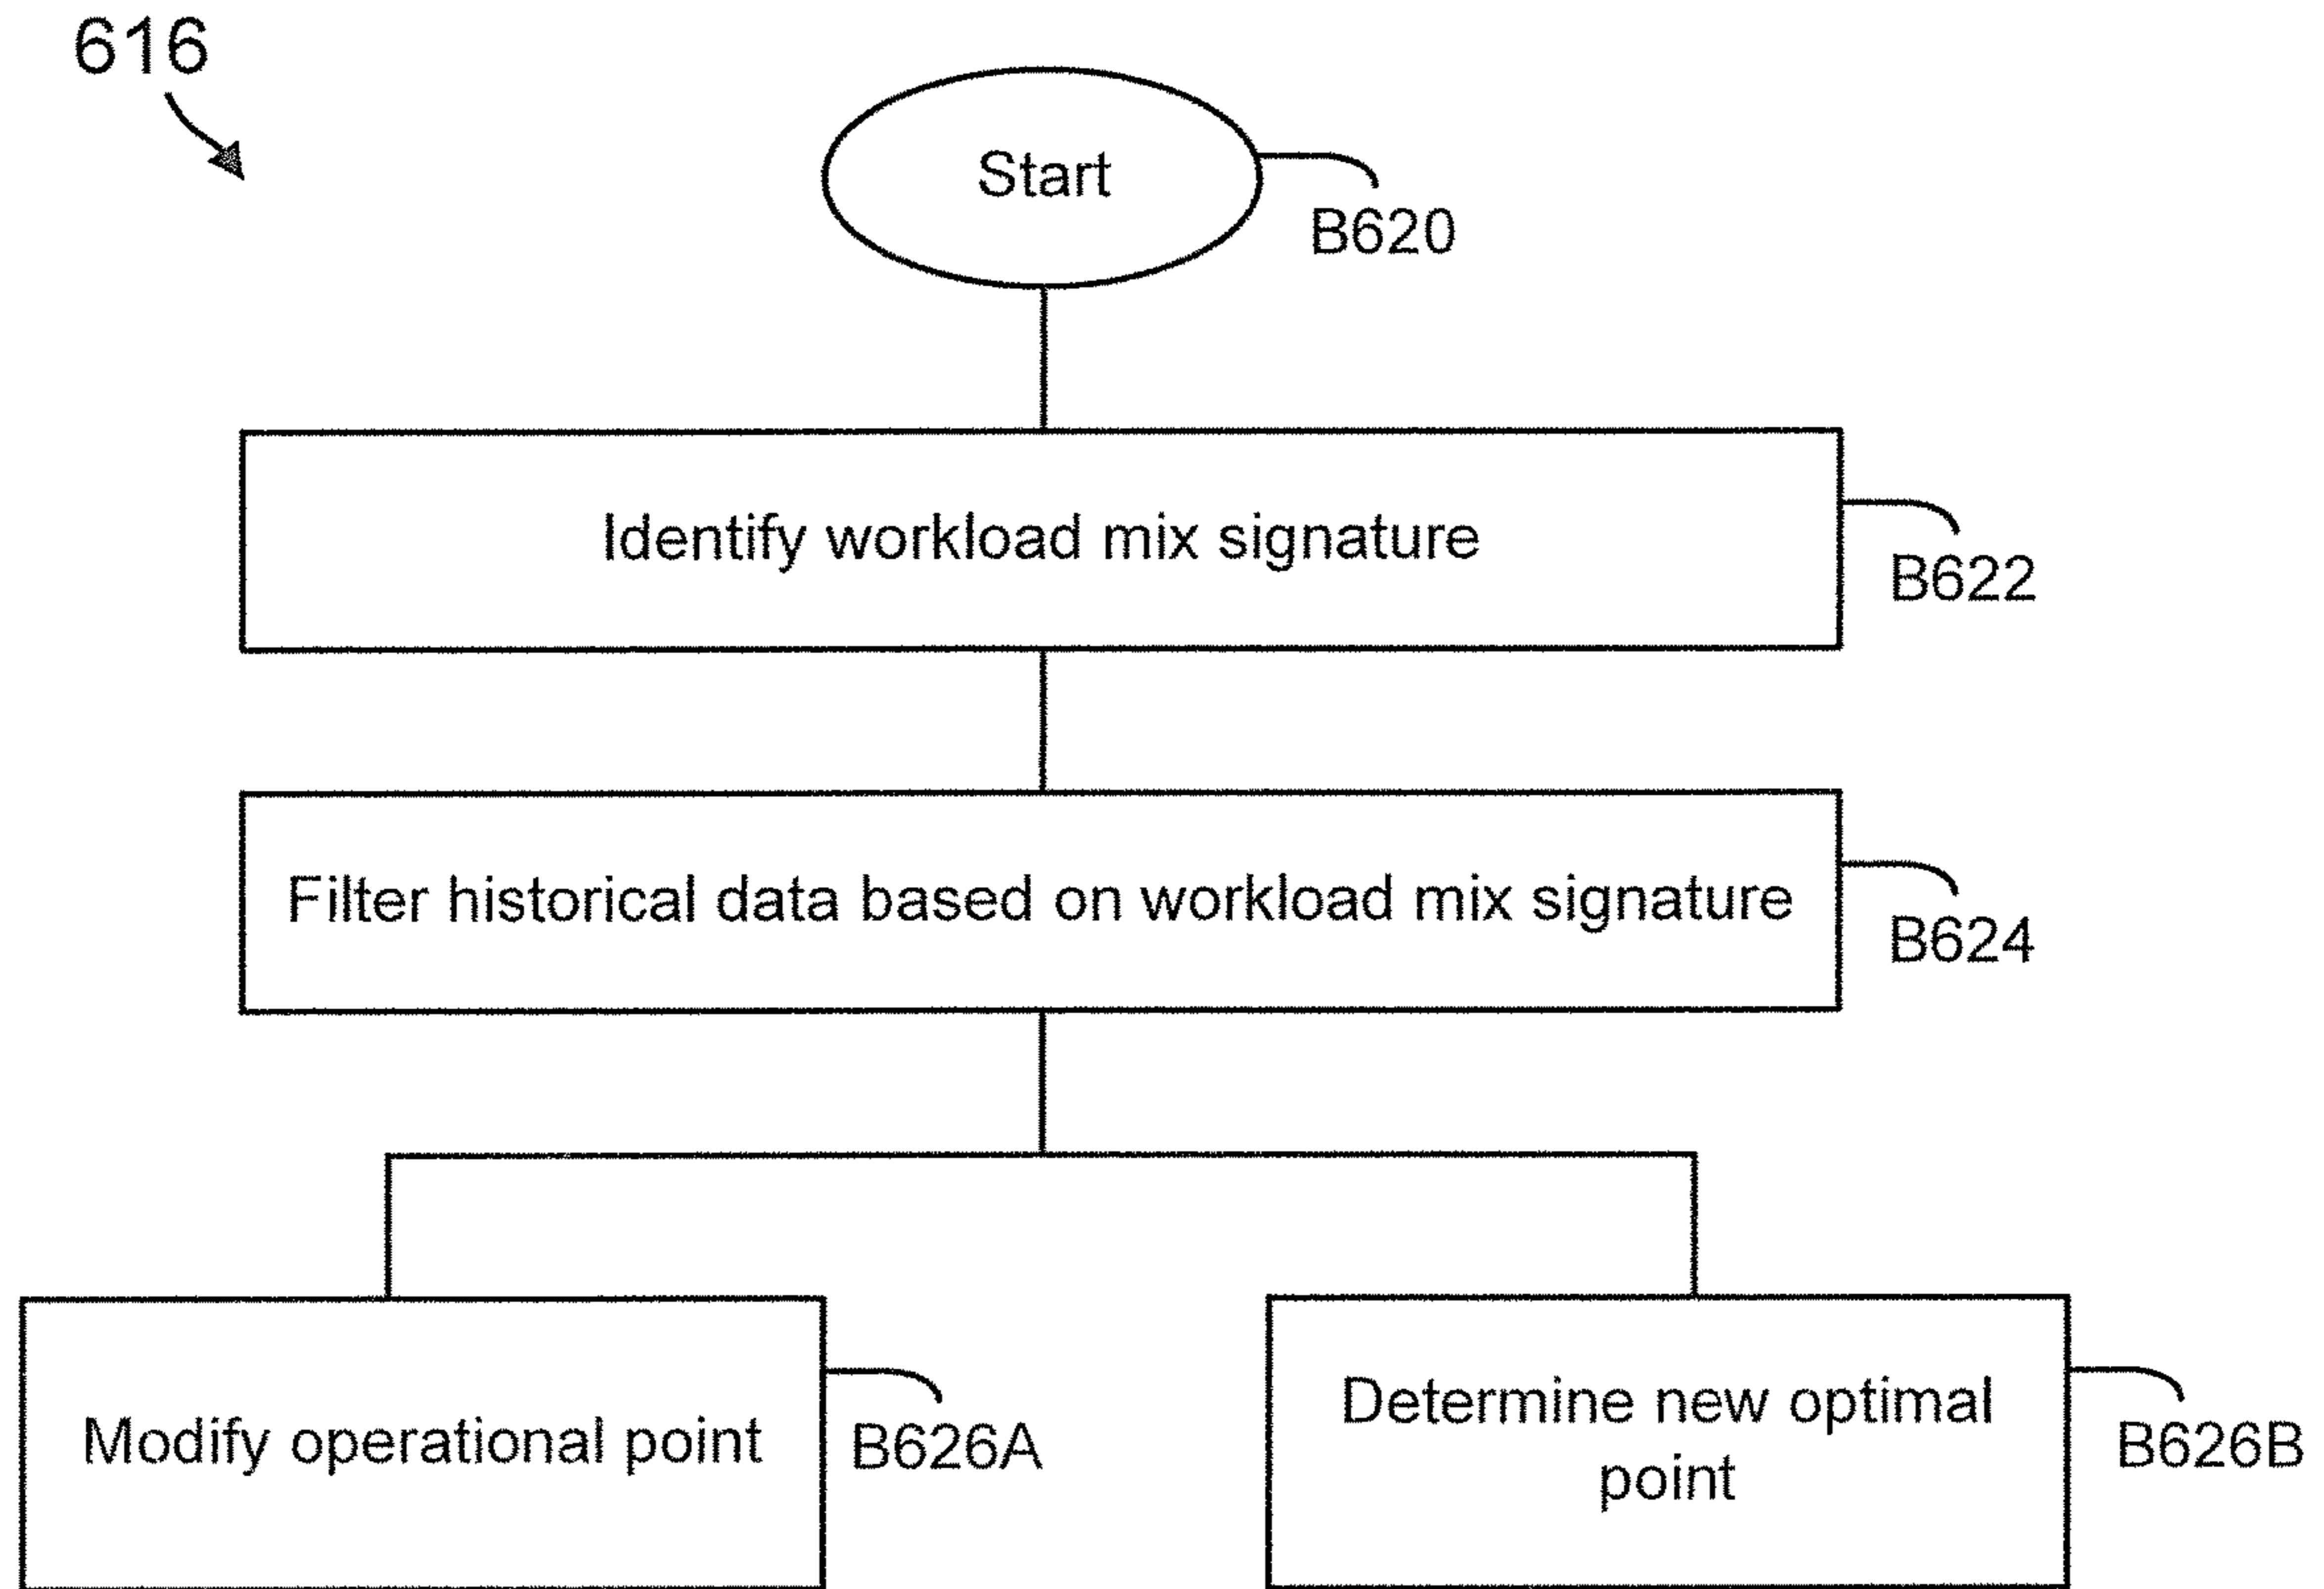 616
Start
B620
Identify workload mix signature
B622
Filter historical data based on workload mix signature
B624
Modify operational point
B626A
Determine new optimal
point
B626B